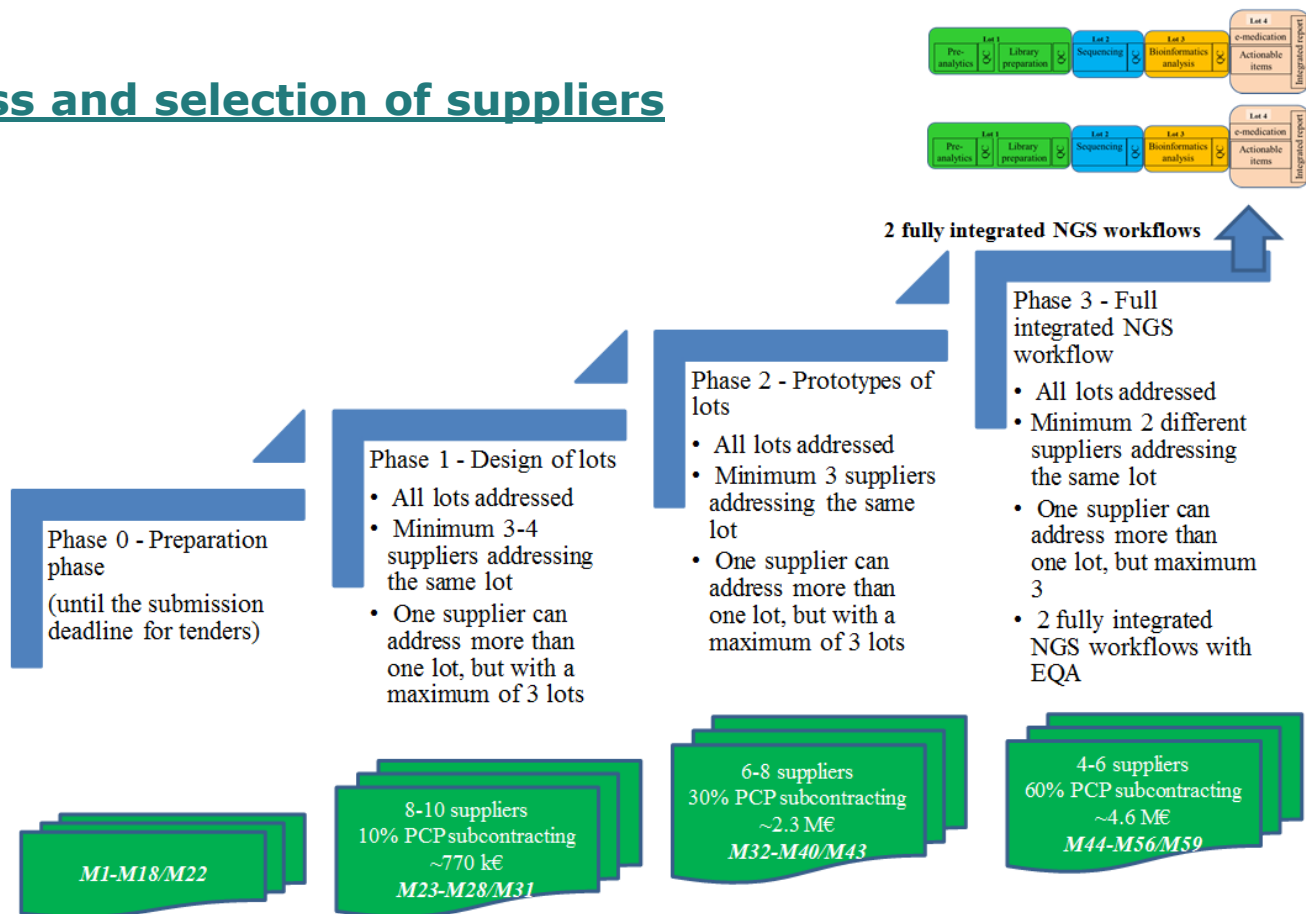 ss and selection of suppliers
Lot 1
Pre-
analytics
QC
Library
preparation
QC
Lot 2
Sequencing
QC
Lot 3
Bioinformatics
analysis
QC
Lot 4
e-medication
Actionable
items
Integrated report
Lot 1
Pre-
analytics
QC
Library
preparation
QC
Lot 2
Sequencing
QC
Lot 3
Bioinformatics
analysis
QC
Lot 4
e-medication
Actionable
items
Integrated report
2 fully integrated NGS workflows
Phase 0 - Preparation
phase
(until the submission
deadline for tenders)
Phase 1 - Design of lots
• All lots addressed
• Minimum 3-4
suppliers addressing
the same lot
• One supplier can
address more than
one lot, but with a
maximum of 3 lots
Phase 2 - Prototypes of
lots
• All lots addressed
• Minimum 3 suppliers
addressing the same
lot
• One supplier can
address more than
one lot, but with a
maximum of 3 lots
Phase 3 - Full
integrated NGS
workflow
• All lots addressed
• Minimum 2 different
suppliers addressing
the same lot
• One supplier can
address more than
one lot, but maximum
3
• 2 fully integrated
NGS workflows with
EQA
M1-M18/M22
8-10 suppliers
10% PCP subcontracting
~770 k€
M23-M28/M31
6-8 suppliers
30% PCP subcontracting
~2.3 M€
M32-M40/M43
4-6 suppliers
60% PCP subcontracting
~4.6 M€
M44-M56/M59